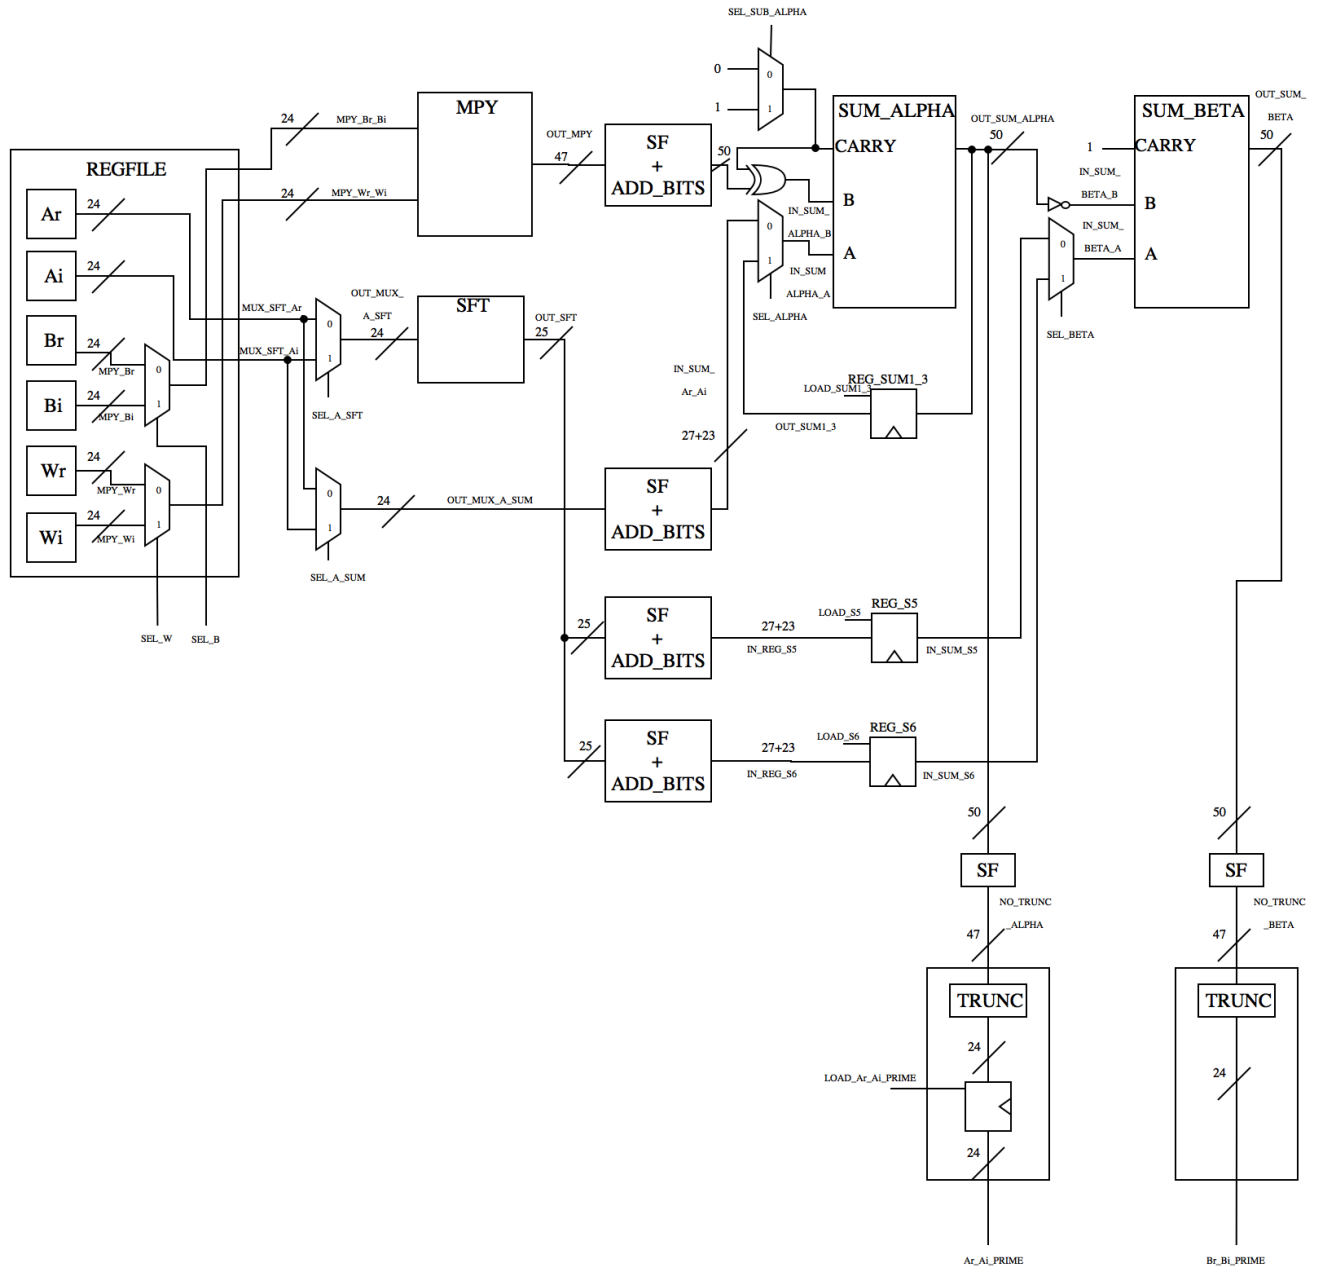 SEL_SUB_ALPHA
0
0
1
1
MPY
SUM_ALPHA
SUM_BETA
OUT_SUM_
BETA
50
24
MPY_Br_Bi
OUT_MPY
47
SF
+
ADD_BITS
50
CARRY
OUT_SUM_ALPHA
50
1
CARRY
REGFILE
IN_SUM_
BETA_B
24
MPY_Wr_Wi
B
B
Ar
24
IN_SUM_
ALPHA_B
0
1
A
IN_SUM_
BETA_A
A
0
1
Ai
24
IN_SUM
ALPHA_A
SEL_ALPHA
SEL_BETA
MUX_SFT_Ar
OUT_MUX_
A_SFT
24
SFT
OUT_SFT
25
0
1
Br
24
MPY_Br
MUX_SFT_Ai
0
1
SEL_A_SFT
IN_SUM_
Ar_Ai
REG_SUM1_3
LOAD_SUM1_3
OUT_SUM1_3
Bi
24
MPY_Bi
27+23
Wr
24
MPY_Wr
0
1
0
1
24
OUT_MUX_A_SUM
SF
+
ADD_BITS
Wi
24
MPY_Wi
SEL_A_SUM
SEL_W
SEL_B
25
SF
+
ADD_BITS
27+23
IN_REG_S5
LOAD_S5
REG_S5
IN_SUM_S5
25
SF
+
ADD_BITS
27+23
IN_REG_S6
LOAD_S6
REG_S6
IN_SUM_S6
50
50
SF
SF
NO_TRUNC
_ALPHA
NO_TRUNC
_BETA
47
47
TRUNC
TRUNC
24
24
LOAD_Ar_Ai_PRIME
24
Ar_Ai_PRIME
Br_Bi_PRIME